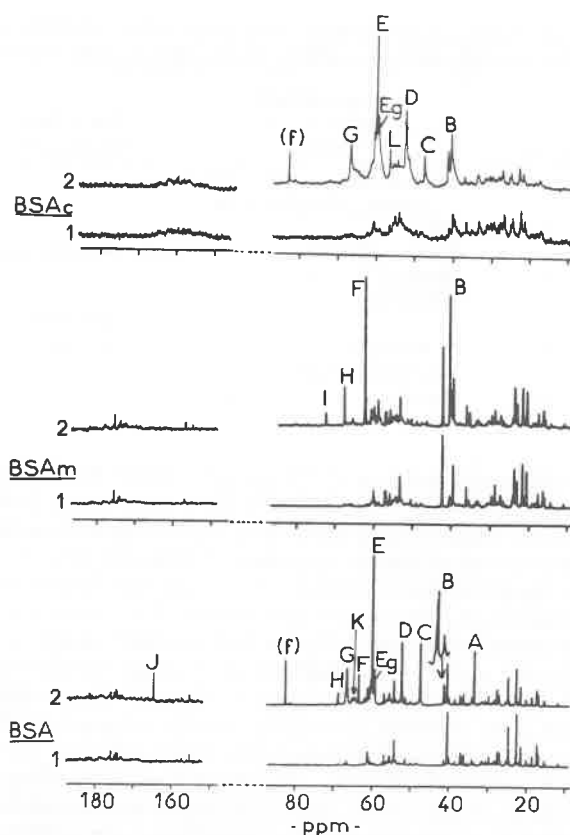 E
Eg
D
(f) G L C B
2
BSAc
1
F B
H
I
2
BSAm
1
E
B
K
(f) D C A
J G F Eg
H
2
BSA
1
180 160 80 60 40 20
- ppm -